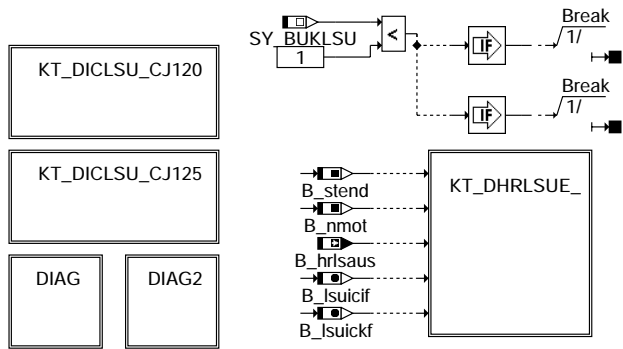 Break
SY_BUKLSU
<
IF
1/
1
KT_DICLSU_CJ120
Break
IF
1/
KT_DICLSU_CJ125
KT_DHRLSUE_
B_stend
B_nmot
B_hrlsaus
DIAG
DIAG2
B_lsuicif
B_lsuickf